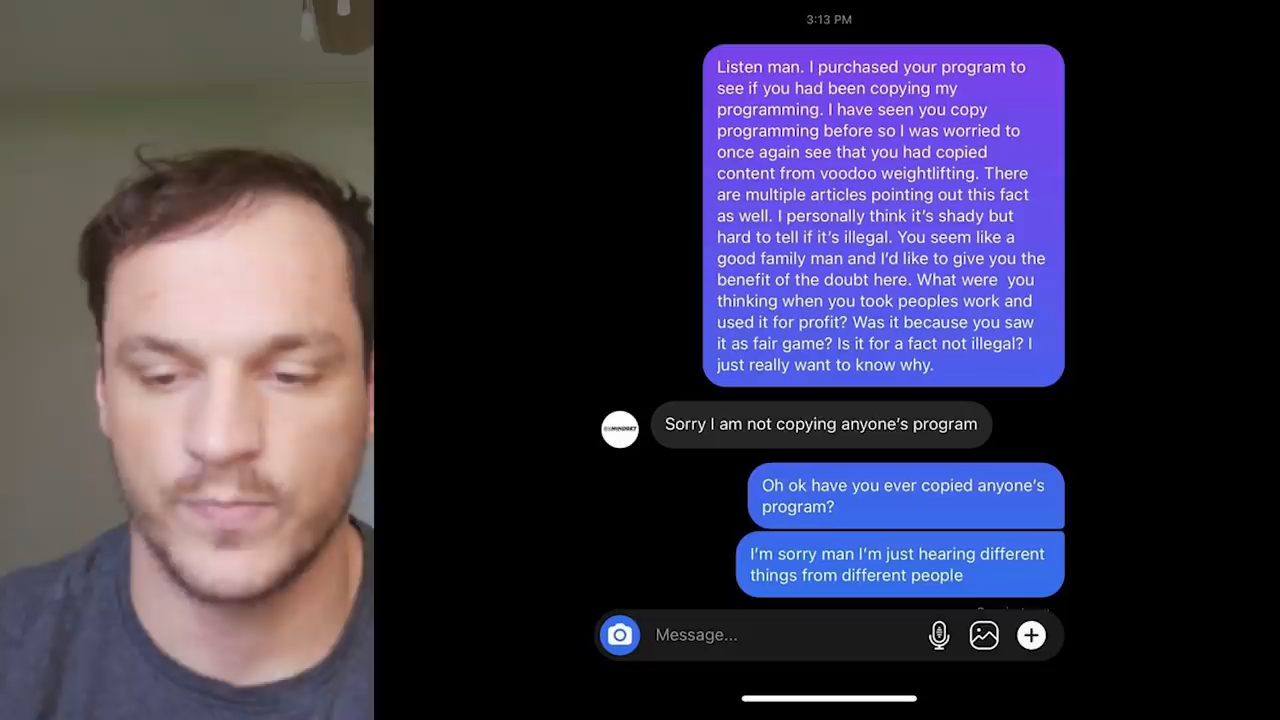 3:13 PM
Listen man. I purchased your program to
see if you had been copying my
programming. I have seen you copy
programming before so I was worried to
once again see that you had copied
content from voodoo weightlifting. There
are multiple articles pointing out this fact
as well. I personally think it's shady but
hard to tell if it's illegal. You seem like a
good family man and I'd like to give you the
benefit of the doubt here. What were  you
thinking when you took peoples work and
used it for profit? Was it because you saw
it as fair game? Is it for a fact not illegal? I
just really want to know why.
Sorry I am not copying anyone's program
Oh ok have you ever copied anyone's
program?
I'm sorry man I'm just hearing different
things from different people
Message...